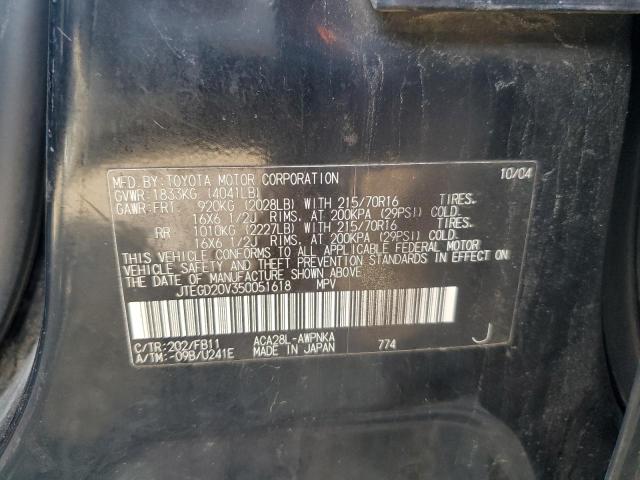 MFD.BY:TOYOTA MOTOR CORPORATION 10/04
GVWR:1833KG (4041LB)
GAWR:FRT. 920KG (2028LB) WITH 215/70R16 TIRES,
16X6 1/2J RIMS, AT 200KPA (29PSI) COLD.
RR 1010KG (2227LB) WITH 215/70R16 TIRES,
16X6 1/2J RIMS, AT 200KPA (29PSI) COLD.
THIS VEHICLE CONFORMS TO ALL APPLICABLE FEDERAL MOTOR
VEHICLE SAFETY AND THEFT PREVENTION STANDARDS IN EFFECT ON
THE DATE OF MANUFACTURE SHOWN ABOVE.
JTEGD20V350051618 MPV
C/TR:202/FB11 ACA28L-AWPNKA 774 J
A/TM:-09B/U241E MADE IN JAPAN